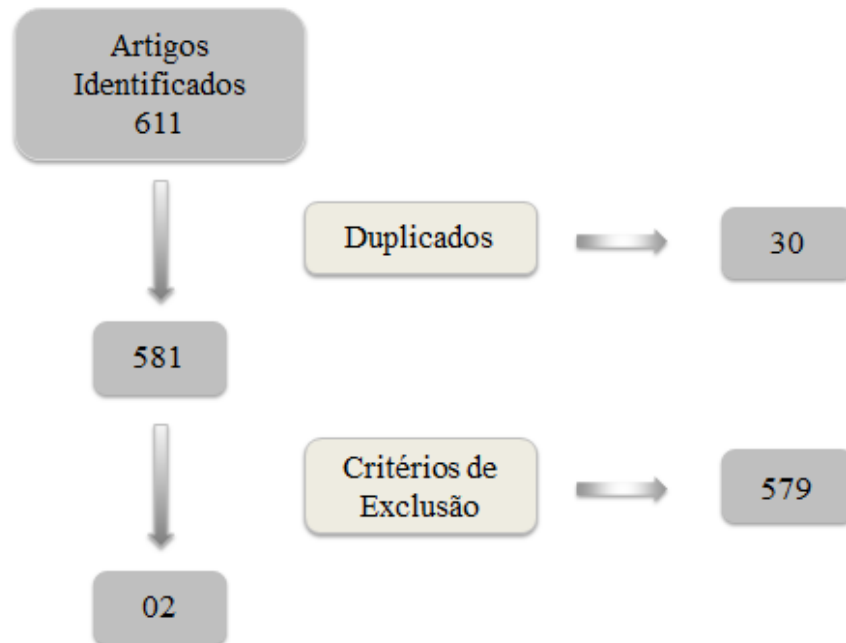 Artigos
Identificados
611
Duplicados
30
581
Critérios de
Exclusão
579
02